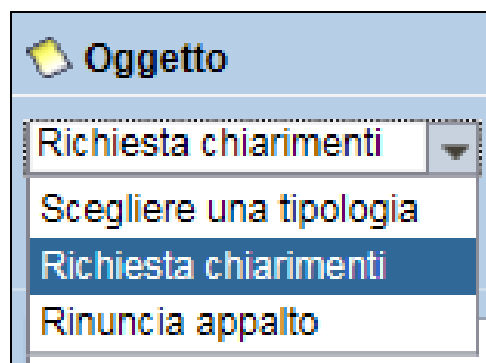 Oggetto
Richiesta chiarimenti
Scegliere una tipologia
Richiesta chiarimenti
Rinuncia appalto